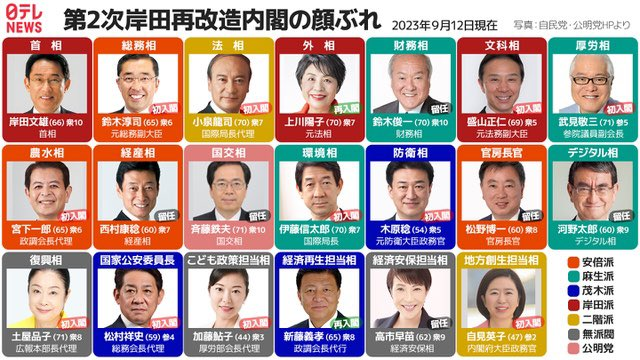 日テレ
NEWS
第2次岸田再改造内閣の顔ぶれ
2023年9月12日現在
写真：自民党・公明党HPより
首 相
岸田文雄(66)衆10
首相
総務相
初入閣
鈴木淳司(65)衆6
元総務副大臣
法 相
初入閣
小泉龍司(70)衆7
国際局長代理
外 相
再入閣
上川陽子(70)衆7
元法相
財務相
留任
鈴木俊一(70)衆10
財務相
文科相
初入閣
盛山正仁(69)衆5
元法務副大臣
厚労相
初入閣
武見敬三(71)参5
参院議員副会長
農水相
初入閣
宮下一郎(65)衆6
政調会長代理
経産相
留任
西村康稔(60)衆7
経産相
国交相
留任
斉藤鉄夫(71)衆10
国交相
環境相
初入閣
伊藤信太郎(70)衆7
国際局長
防衛相
初入閣
木原稔(54)衆5
元防衛大臣政務官
官房長官
留任
松野博一(60)衆8
官房長官
デジタル相
留任
河野太郎(60)衆9
デジタル相
復興相
初入閣
土屋品子(71)衆8
広報本部長代理
国家公安委員長
初入閣
松村祥史(59)参4
総務会長代理
こども政策担当相
初入閣
加藤鮎子(44)衆3
厚労部会長代理
経済再生担当相
再入閣
新藤義孝(65)衆8
政調会長代行
経済安保担当相
留任
高市早苗(62)衆9
経済安保相
地方創生担当相
初入閣
自見英子(47)参2
内閣府大臣政務官
安倍派
麻生派
茂木派
岸田派
二階派
無派閥
公明党